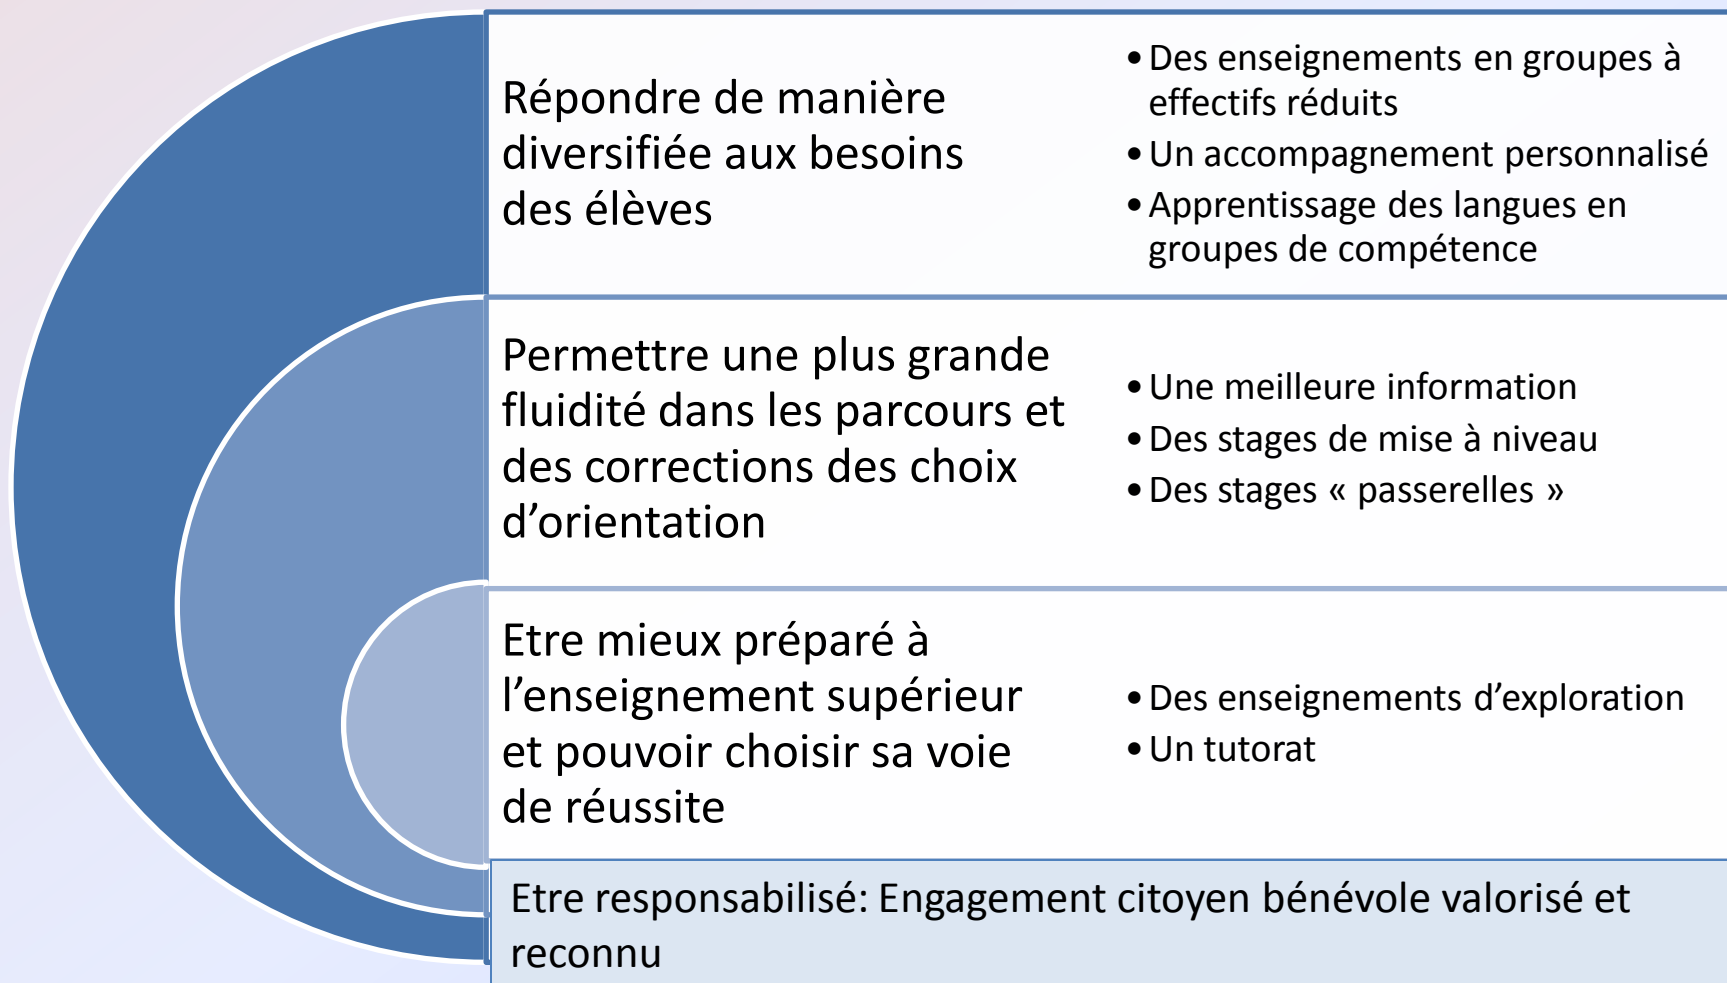 Répondre de manière
diversifiée aux besoins
des élèves
• Des enseignements en groupes à
effectifs réduits
• Un accompagnement personnalisé
• Apprentissage des langues en
groupes de compétence
Permettre une plus grande
fluidité dans les parcours et
des corrections des choix
d’orientation
• Une meilleure information
• Des stages de mise à niveau
• Des stages « passerelles »
Etre mieux préparé à
l’enseignement supérieur
et pouvoir choisir sa voie
de réussite
• Des enseignements d’exploration
• Un tutorat
Etre responsabilisé: Engagement citoyen bénévole valorisé et
reconnu